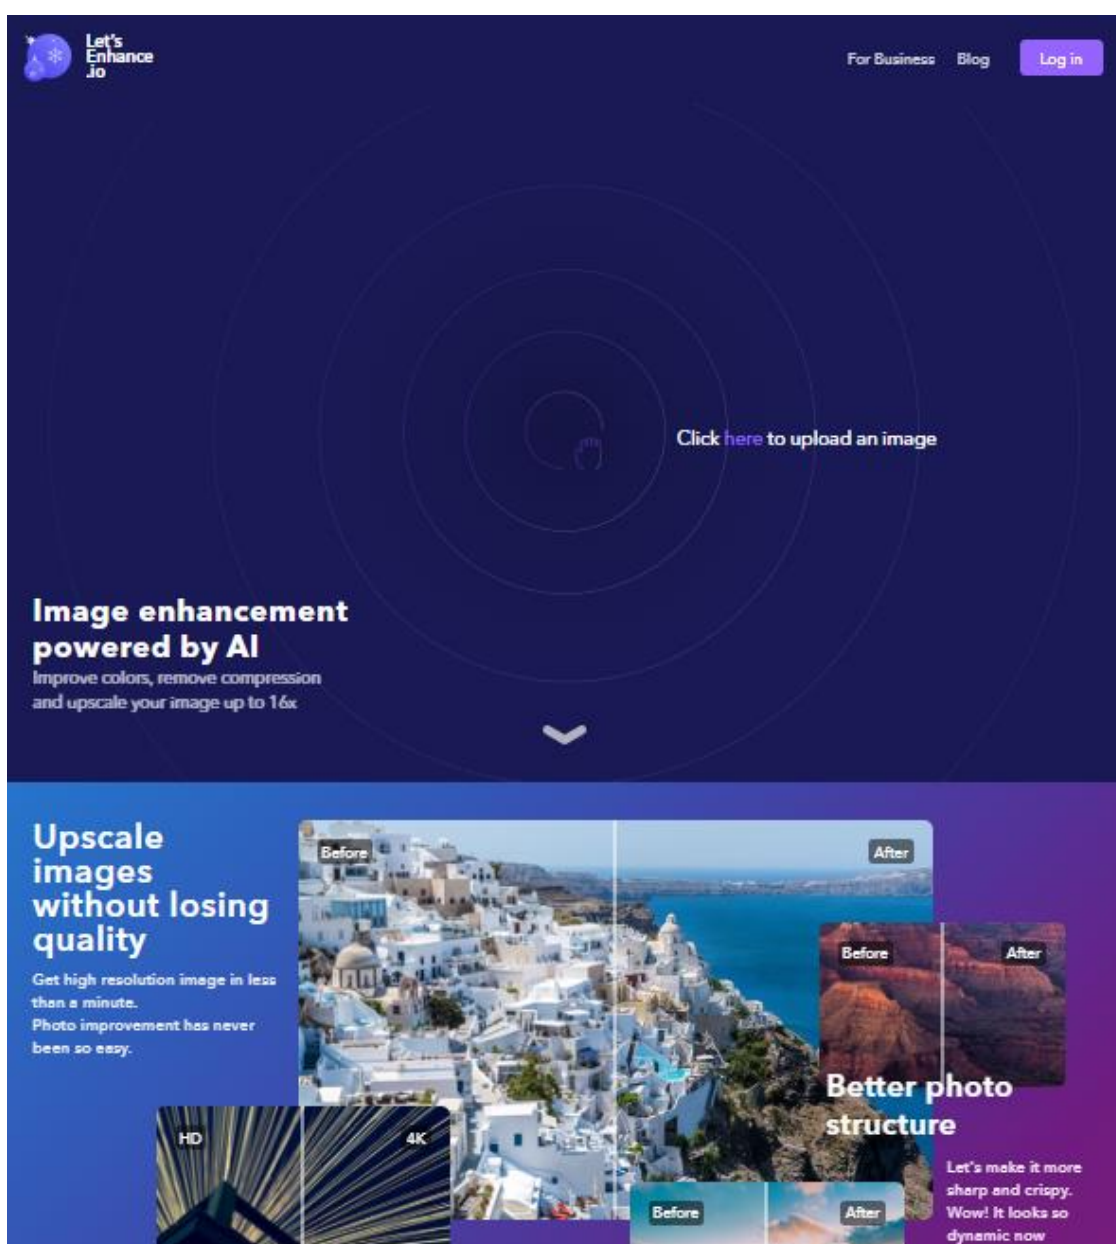 Let's
Enhance
.io
For Business
Blog
Log in
Click here to upload an image
Image enhancement
powered by AI
Improve colors, remove compression
and upscale your image up to 16x
Upscale
images
without losing
quality
Get high resolution image in less
than a minute.
Photo improvement has never
been so easy.
Before
After
Before
After
Better photo
structure
Let's make it more
sharp and crispy.
Wow! It looks so
dynamic now
HD
4K
Before
After